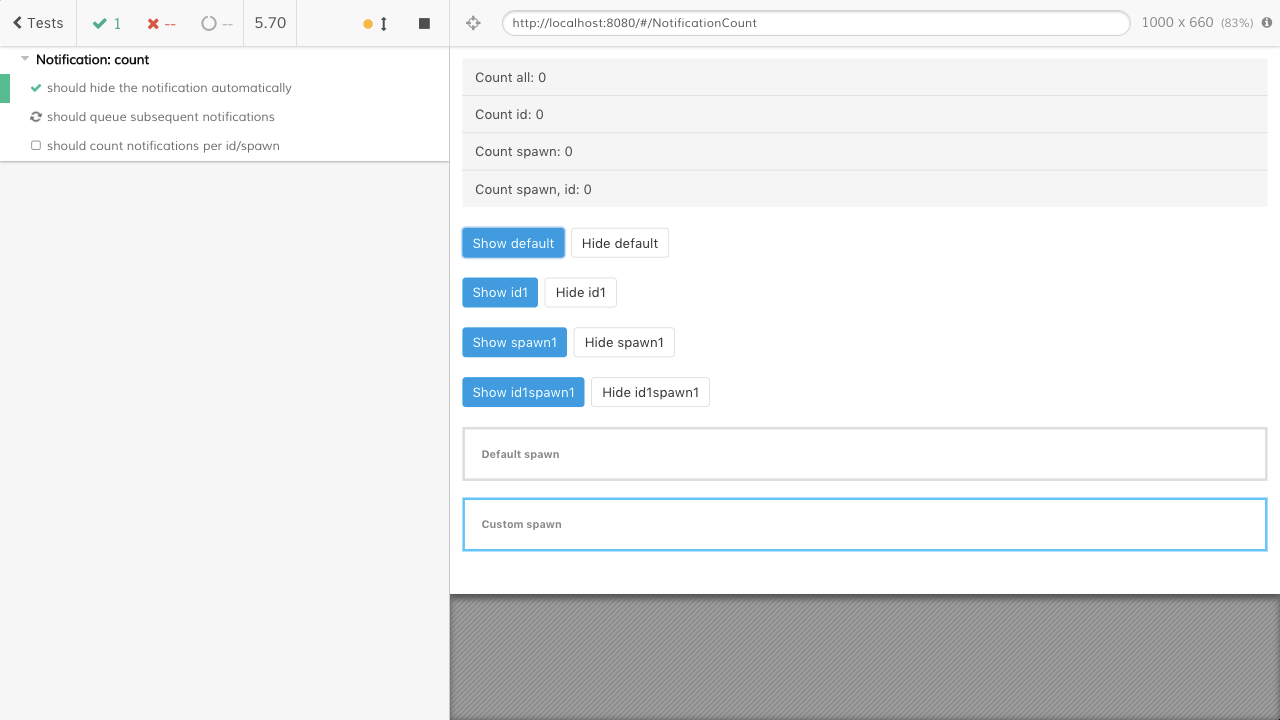 Tests 1 -- -- 5.70 http://localhost:8080/#/NotificationCount 1000 x 660 (83%)
Notification: count
should hide the notification automatically
should queue subsequent notifications
should count notifications per id/spawn
Count all: 0
Count id: 0
Count spawn: 0
Count spawn, id: 0
Show default Hide default
Show id1 Hide id1
Show spawn1 Hide spawn1
Show id1spawn1 Hide id1spawn1
Default spawn
Custom spawn